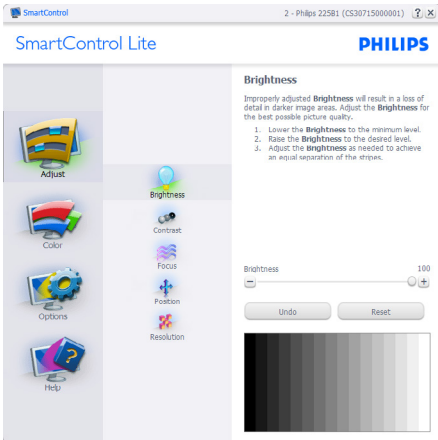 SmartControl
2 - Philips 225B1 (CS30715000001)
SmartControl Lite
PHILIPS
Adjust
Color
Options
Help
Brightness
Contrast
Focus
Position
Resolution
Brightness
Improperly adjusted Brightness will result in a loss of
detail in darker image areas. Adjust the Brightness for
the best possible picture quality.
1. Lower the Brightness to the minimum level.
2. Raise the Brightness to the desired level.
3. Adjust the Brightness as needed to achieve
an equal separation of the stripes.
Brightness 100
Undo Reset